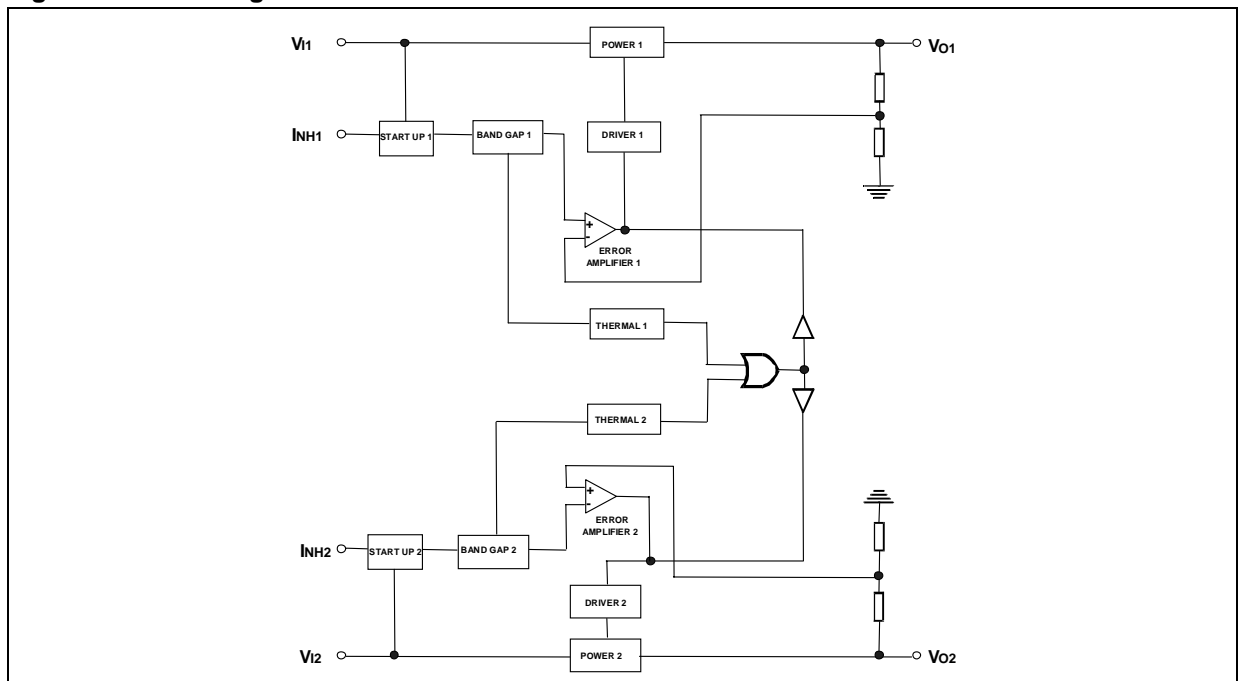 VI1
POWER 1
VO1
INH1
START UP 1
BAND GAP 1
DRIVER 1
+
-
ERROR
AMPLIFIER 1
THERMAL 1
THERMAL 2
+
-
ERROR
AMPLIFIER 2
INH2
START UP 2
BAND GAP 2
DRIVER 2
VI2
POWER 2
VO2